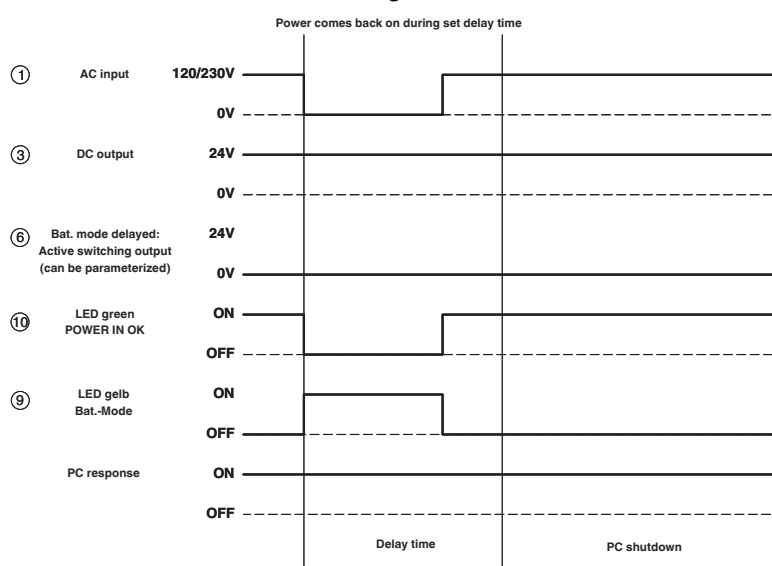 Power comes back on during set delay time
① AC input 120/230V
0V
③ DC output 24V
0V
⑥ Bat. mode delayed: 24V
Active switching output
(can be parameterized) 0V
⑩ LED green ON
POWER IN OK
OFF
⑨ LED gelb ON
Bat.-Mode
OFF
PC response ON
OFF
Delay time PC shutdown